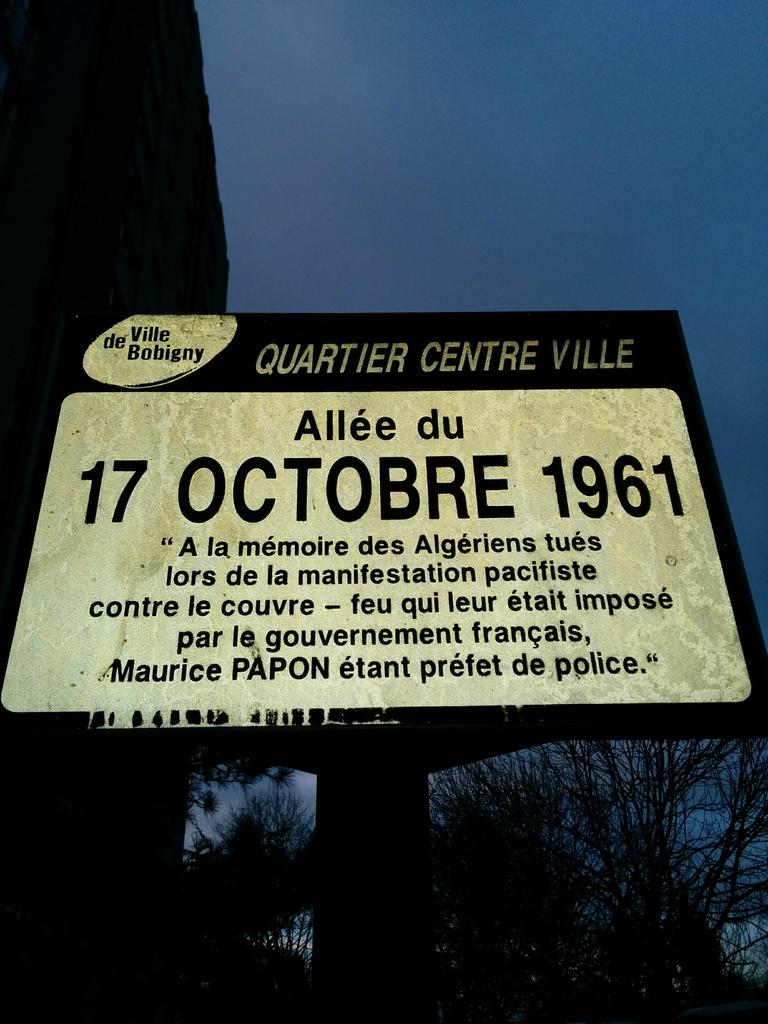 Ville
de Bobigny
QUARTIER CENTRE VILLE
Allée du
17 OCTOBRE 1961
“ A la mémoire des Algériens tués
lors de la manifestation pacifiste
contre le couvre – feu qui leur était imposé
par le gouvernement français,
Maurice PAPON étant préfet de police.“